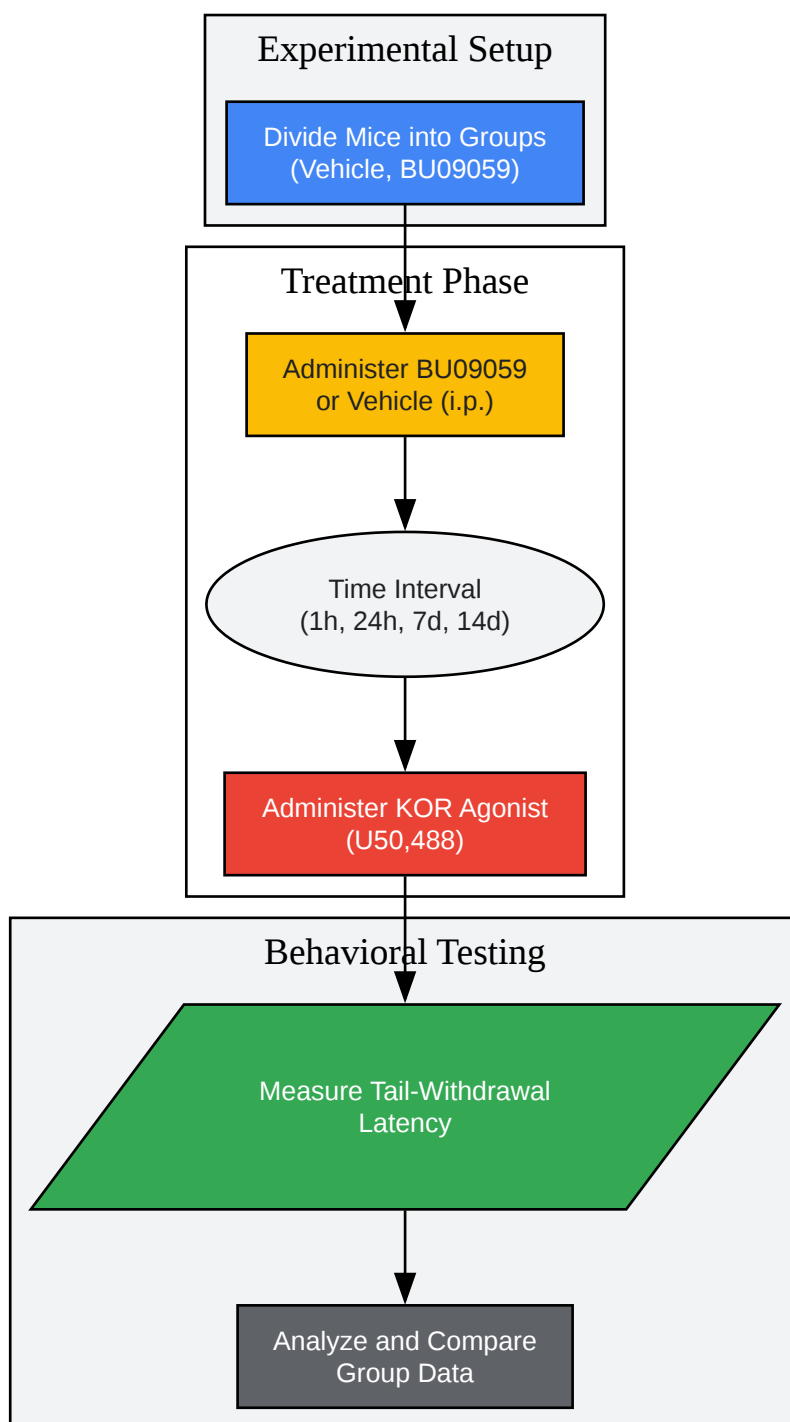 Experimental Setup
Divide Mice into Groups
(Vehicle, BU09059)
Treatment Phase
Administer BU09059
or Vehicle (i.p.)
Time Interval
(1h, 24h, 7d, 14d)
Administer KOR Agonist
(U50,488)
Behavioral Testing
Measure Tail-Withdrawal
Latency
Analyze and Compare
Group Data